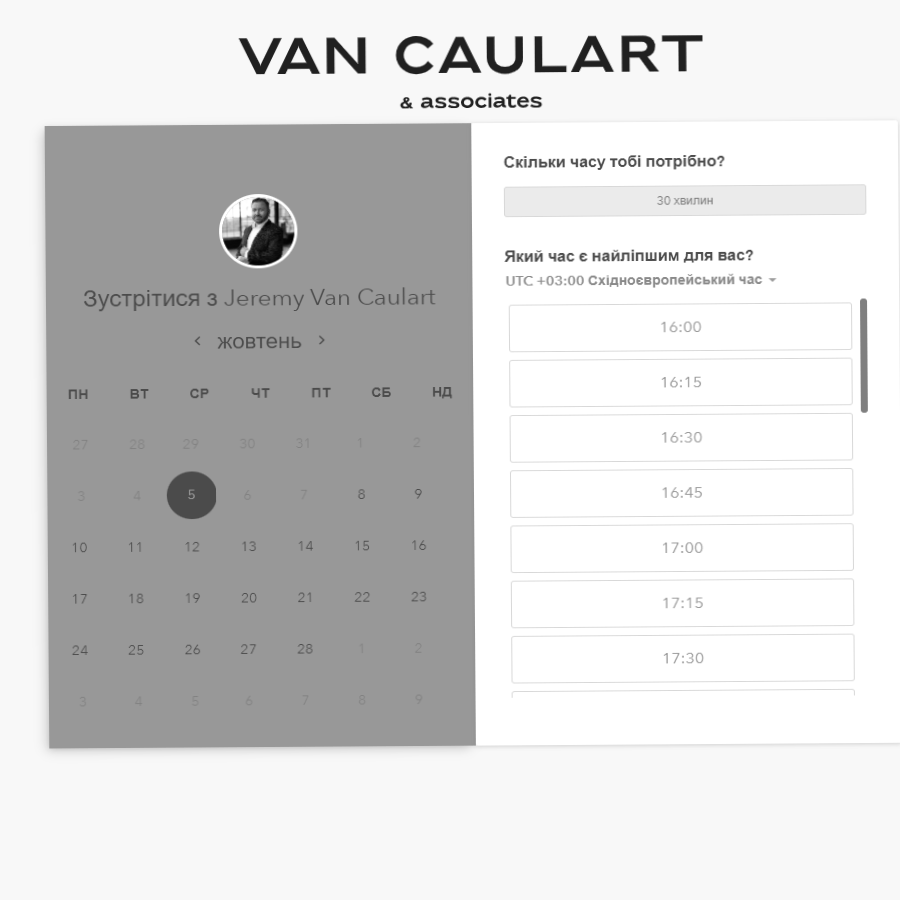 VAN CAULART
& associates
Зустрітися з Jeremy Van Caulart
жовтень
ПН ВТ СР ЧТ ПТ СБ НД
27 28 29 30 31 1 2
3 4 5 6 7 8 9
10 11 12 13 14 15 16
17 18 19 20 21 22 23
24 25 26 27 28 1 2
3 4 5 6 7 8 9
Скільки часу тобі потрібно?
30 хвилин
Який час є найліпшим для вас?
UTC +03:00 Східноєвропейський час
16:00
16:15
16:30
16:45
17:00
17:15
17:30